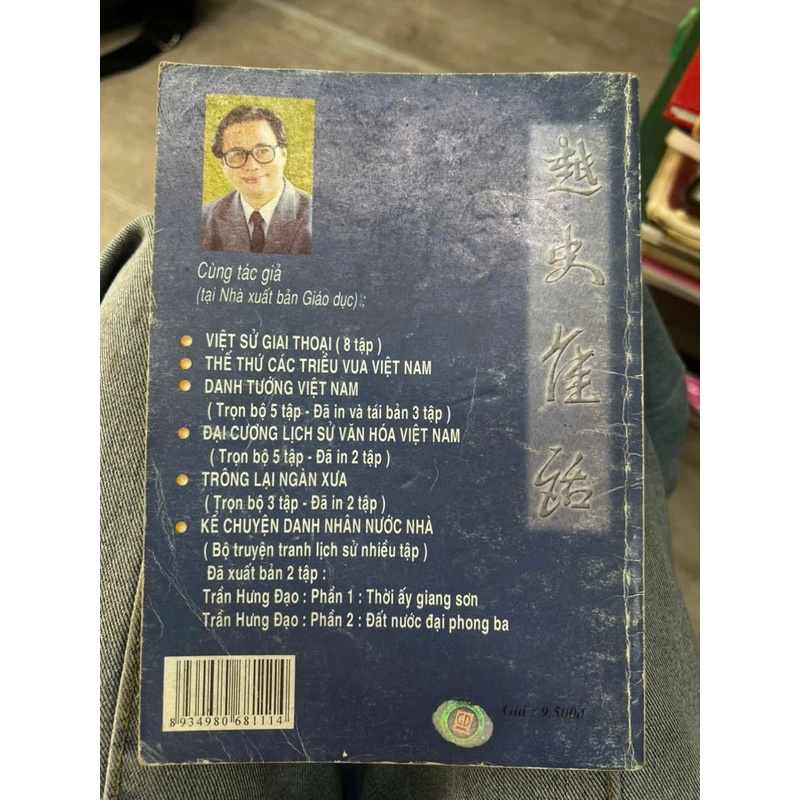 Cùng tác giả
(tại Nhà xuất bản Giáo dục) :
VIỆT SỬ GIAI THOẠI ( 8 tập )
THẾ THỨ CÁC TRIỀU VUA VIỆT NAM
DANH TƯỚNG VIỆT NAM
( Trọn bộ 5 tập - Đã in và tái bản 3 tập )
ĐẠI CƯƠNG LỊCH SỬ VĂN HÓA VIỆT NAM
( Trọn bộ 5 tập - Đã in 2 tập )
TRÔNG LẠI NGÀN XƯA
( Trọn bộ 3 tập - Đã in 2 tập )
KỂ CHUYỆN DANH NHÂN NƯỚC NHÀ
( Bộ truyện tranh lịch sử nhiều tập )
Đã xuất bản 2 tập :
Trần Hưng Đạo : Phần 1 : Thời ấy giang sơn
Trần Hưng Đạo : Phần 2 : Đất nước đại phong ba
越史佳話
8934980681114
GD
Giá : 9.500đ